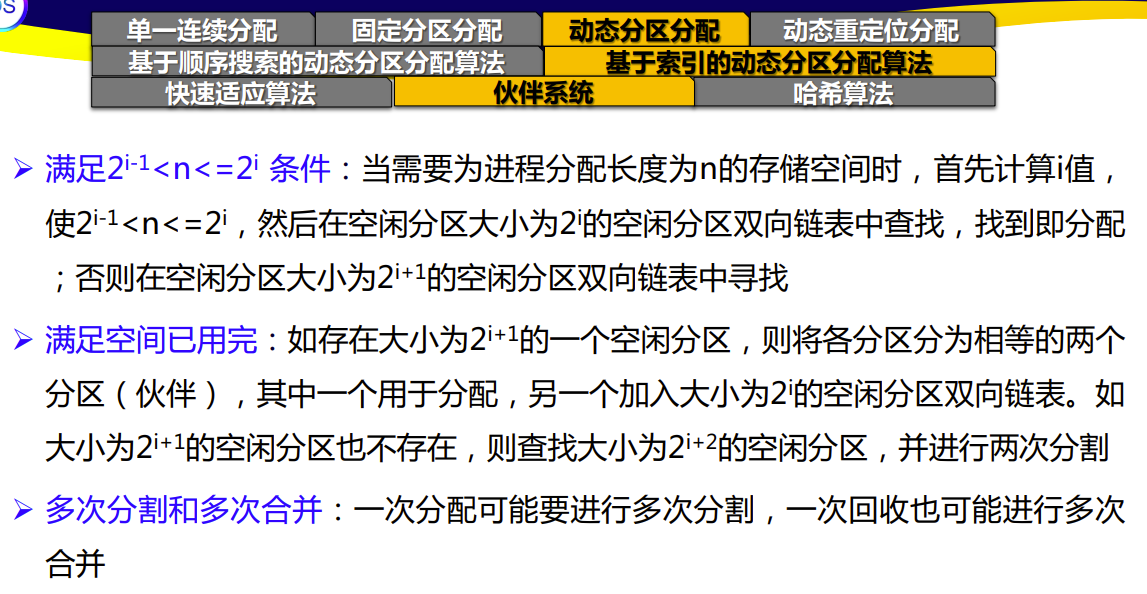 OS
单一连续分配 固定分区分配 动态分区分配 动态重定位分配
基于顺序搜索的动态分区分配算法 基于索引的动态分区分配算法
快速适应算法 伙伴系统 哈希算法
➢ 满足2ⁱ⁻¹<n<=2ⁱ 条件：当需要为进程分配长度为n的存储空间时，首先计算i值，
使2ⁱ⁻¹<n<=2ⁱ，然后在空闲分区大小为2ⁱ的空闲分区双向链表中查找，找到即分配
；否则在空闲分区大小为2ⁱ⁺¹的空闲分区双向链表中寻找
➢ 满足空间已用完：如存在大小为2ⁱ⁺¹的一个空闲分区，则将各分区分为相等的两个
分区（伙伴），其中一个用于分配，另一个加入大小为2ⁱ的空闲分区双向链表。如
大小为2ⁱ⁺¹的空闲分区也不存在，则查找大小为2ⁱ⁺²的空闲分区，并进行两次分割
➢ 多次分割和多次合并：一次分配可能要进行多次分割，一次回收也可能进行多次
合并